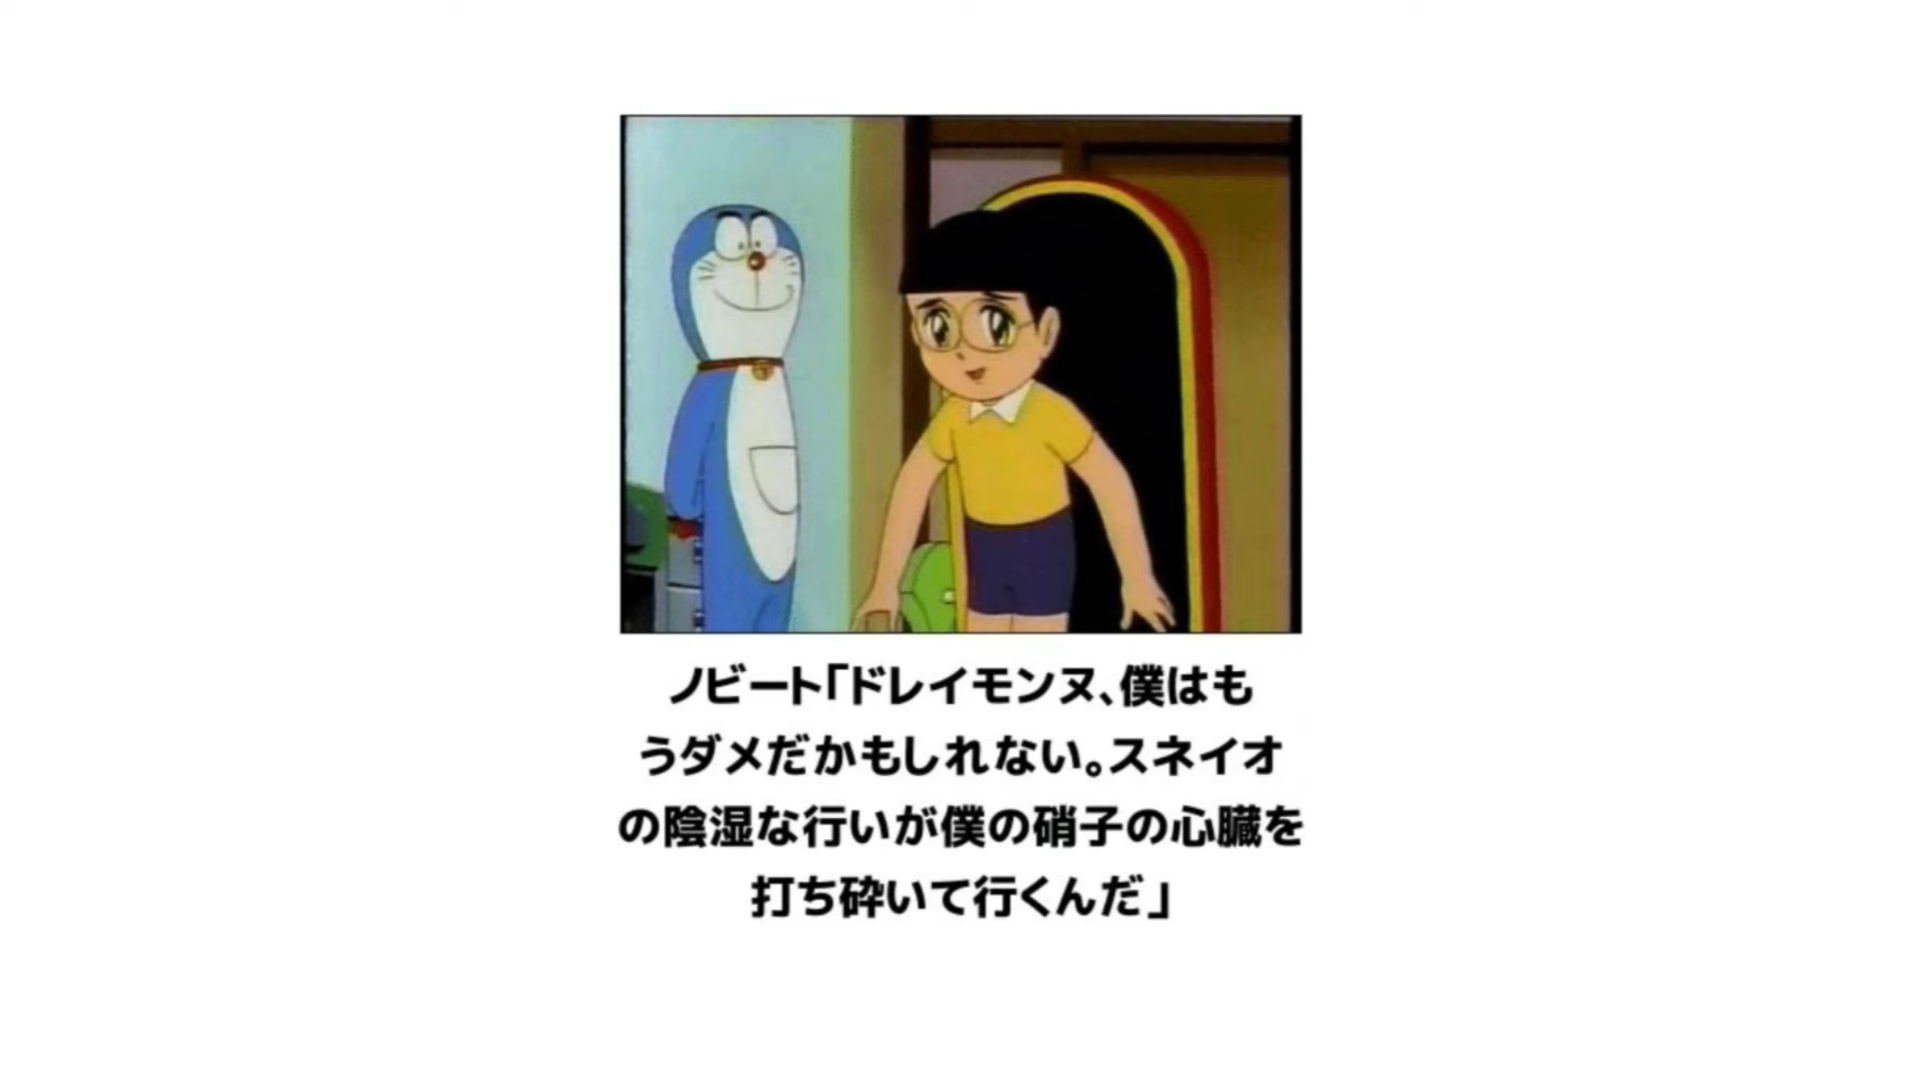 ノビート「ドレイモンヌ、僕はも
うダメだかもしれない。スネイオ
の陰湿な行いが僕の硝子の心臓を
打ち砕いて行くんだ」